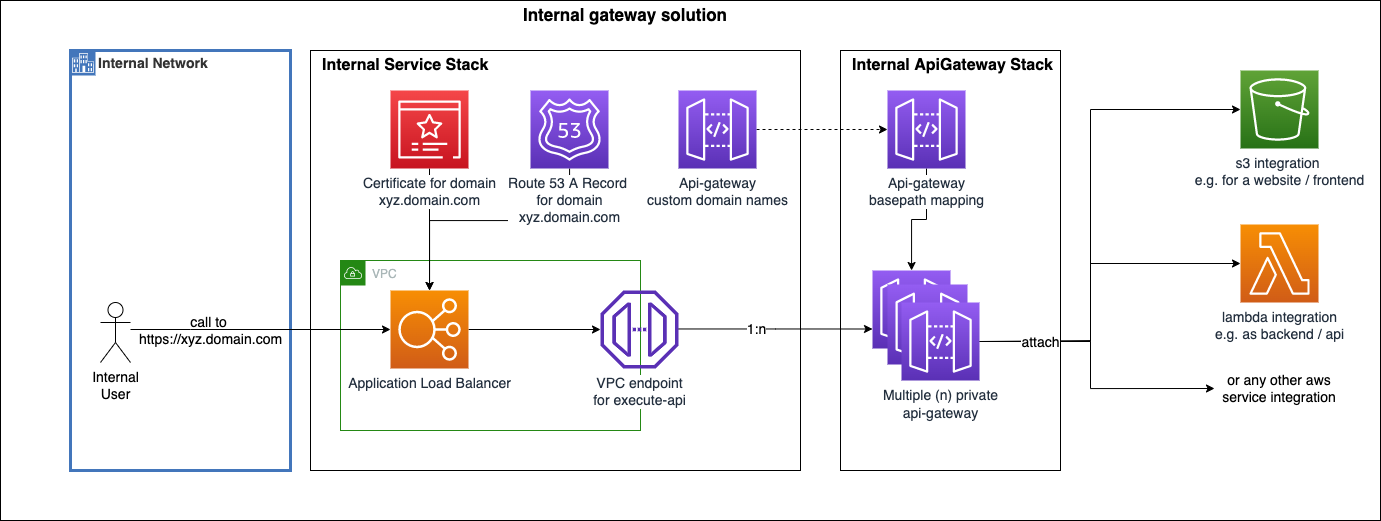 Internal gateway solution
Internal Network
call to
https://xyz.domain.com
Internal
User
Internal Service Stack
Certificate for domain
xyz.domain.com
53
Route 53 A Record
for domain
xyz.domain.com
</>
Api-gateway
custom domain names
VPC
Application Load Balancer
VPC endpoint
for execute-api
1:n
Internal ApiGateway Stack
</>
Api-gateway
basepath mapping
</>
Multiple (n) private
api-gateway
attach
s3 integration
e.g. for a website / frontend
lambda integration
e.g. as backend / api
or any other aws
service integration